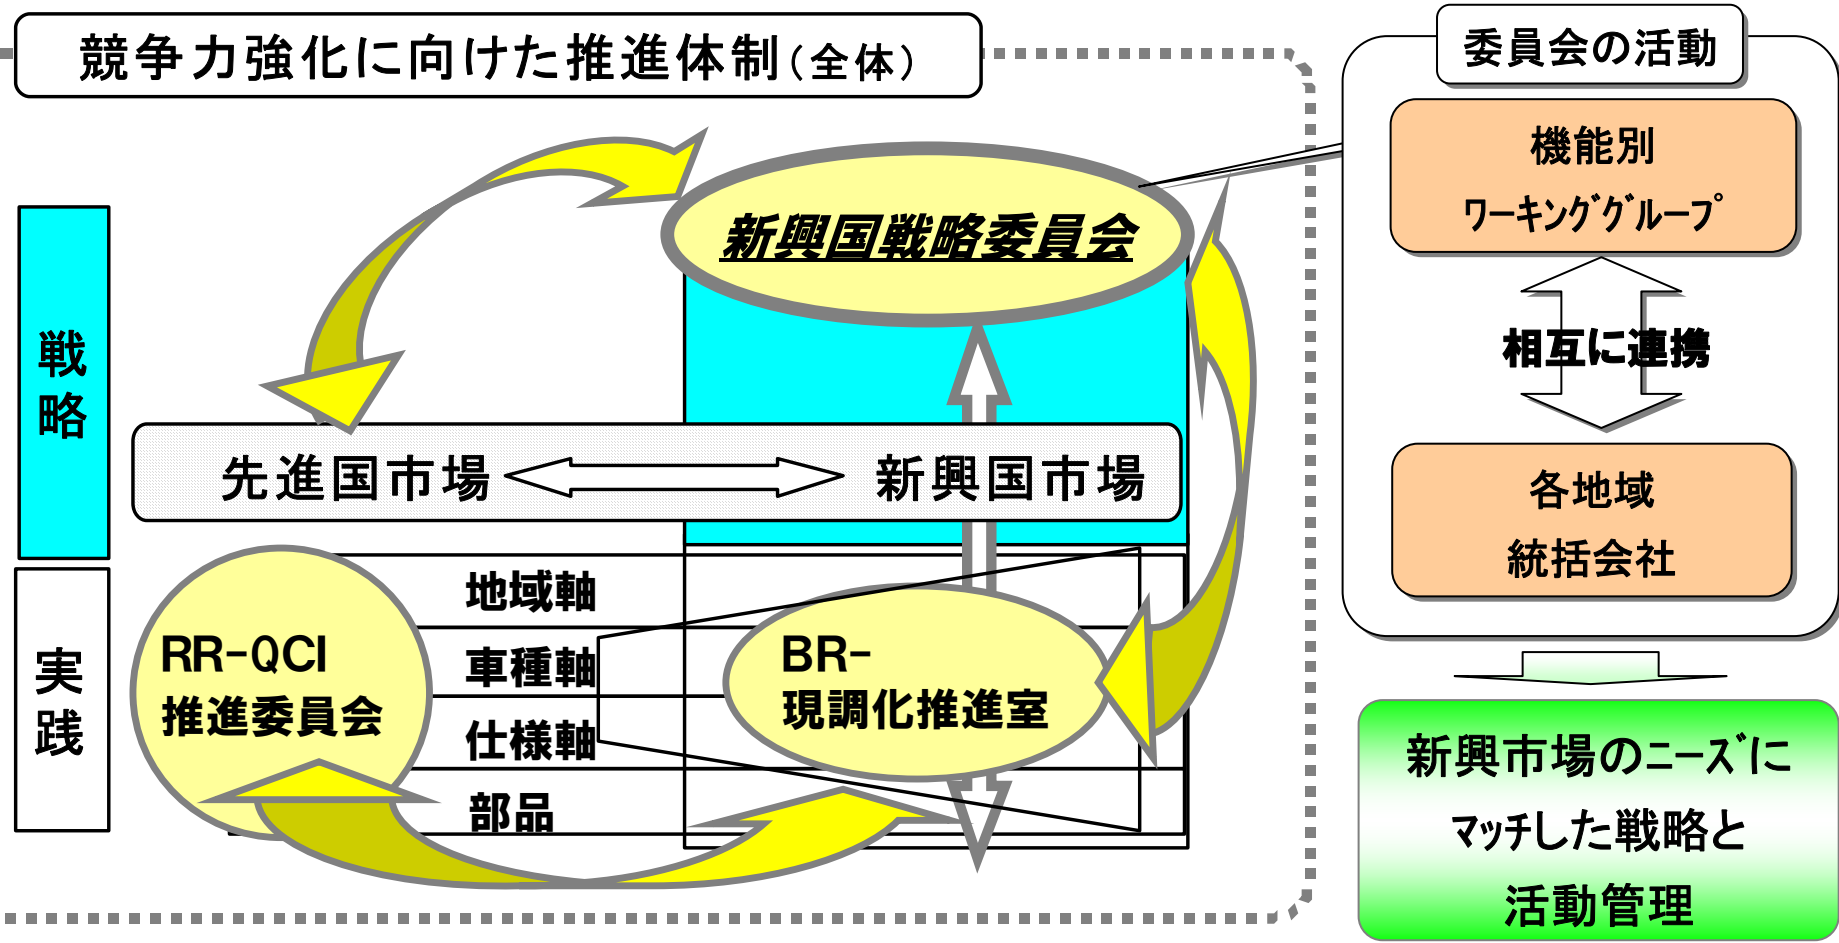 競争力強化に向けた推進体制（全体）
新興国戦略委員会
戦略
先進国市場
新興国市場
実践
地域軸
車種軸
仕様軸
部品
RR-QCI
推進委員会
BR-
現調化推進室
委員会の活動
機能別
ﾜｰｷﾝｸﾞｸﾞﾙｰﾌﾟ
相互に連携
各地域
統括会社
新興市場のﾆｰｽﾞに
ﾏｯﾁした戦略と
活動管理